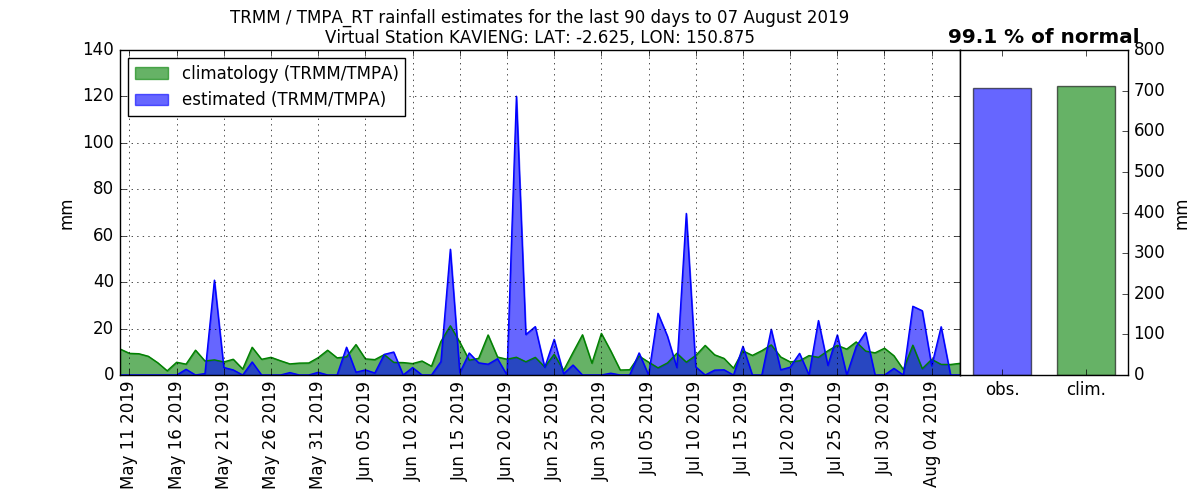 TRMM / TMPA_RT rainfall estimates for the last 90 days to 07 August 2019
Virtual Station KAVIENG: LAT: -2.625, LON: 150.875
99.1 % of normal
climatology (TRMM/TMPA)
estimated (TRMM/TMPA)
mm
140
120
100
80
60
40
20
0
May 11 2019
May 16 2019
May 21 2019
May 26 2019
May 31 2019
Jun 05 2019
Jun 10 2019
Jun 15 2019
Jun 20 2019
Jun 25 2019
Jun 30 2019
Jul 05 2019
Jul 10 2019
Jul 15 2019
Jul 20 2019
Jul 25 2019
Jul 30 2019
Aug 04 2019
obs.
clim.
800
700
600
500
400
300
200
100
0
mm